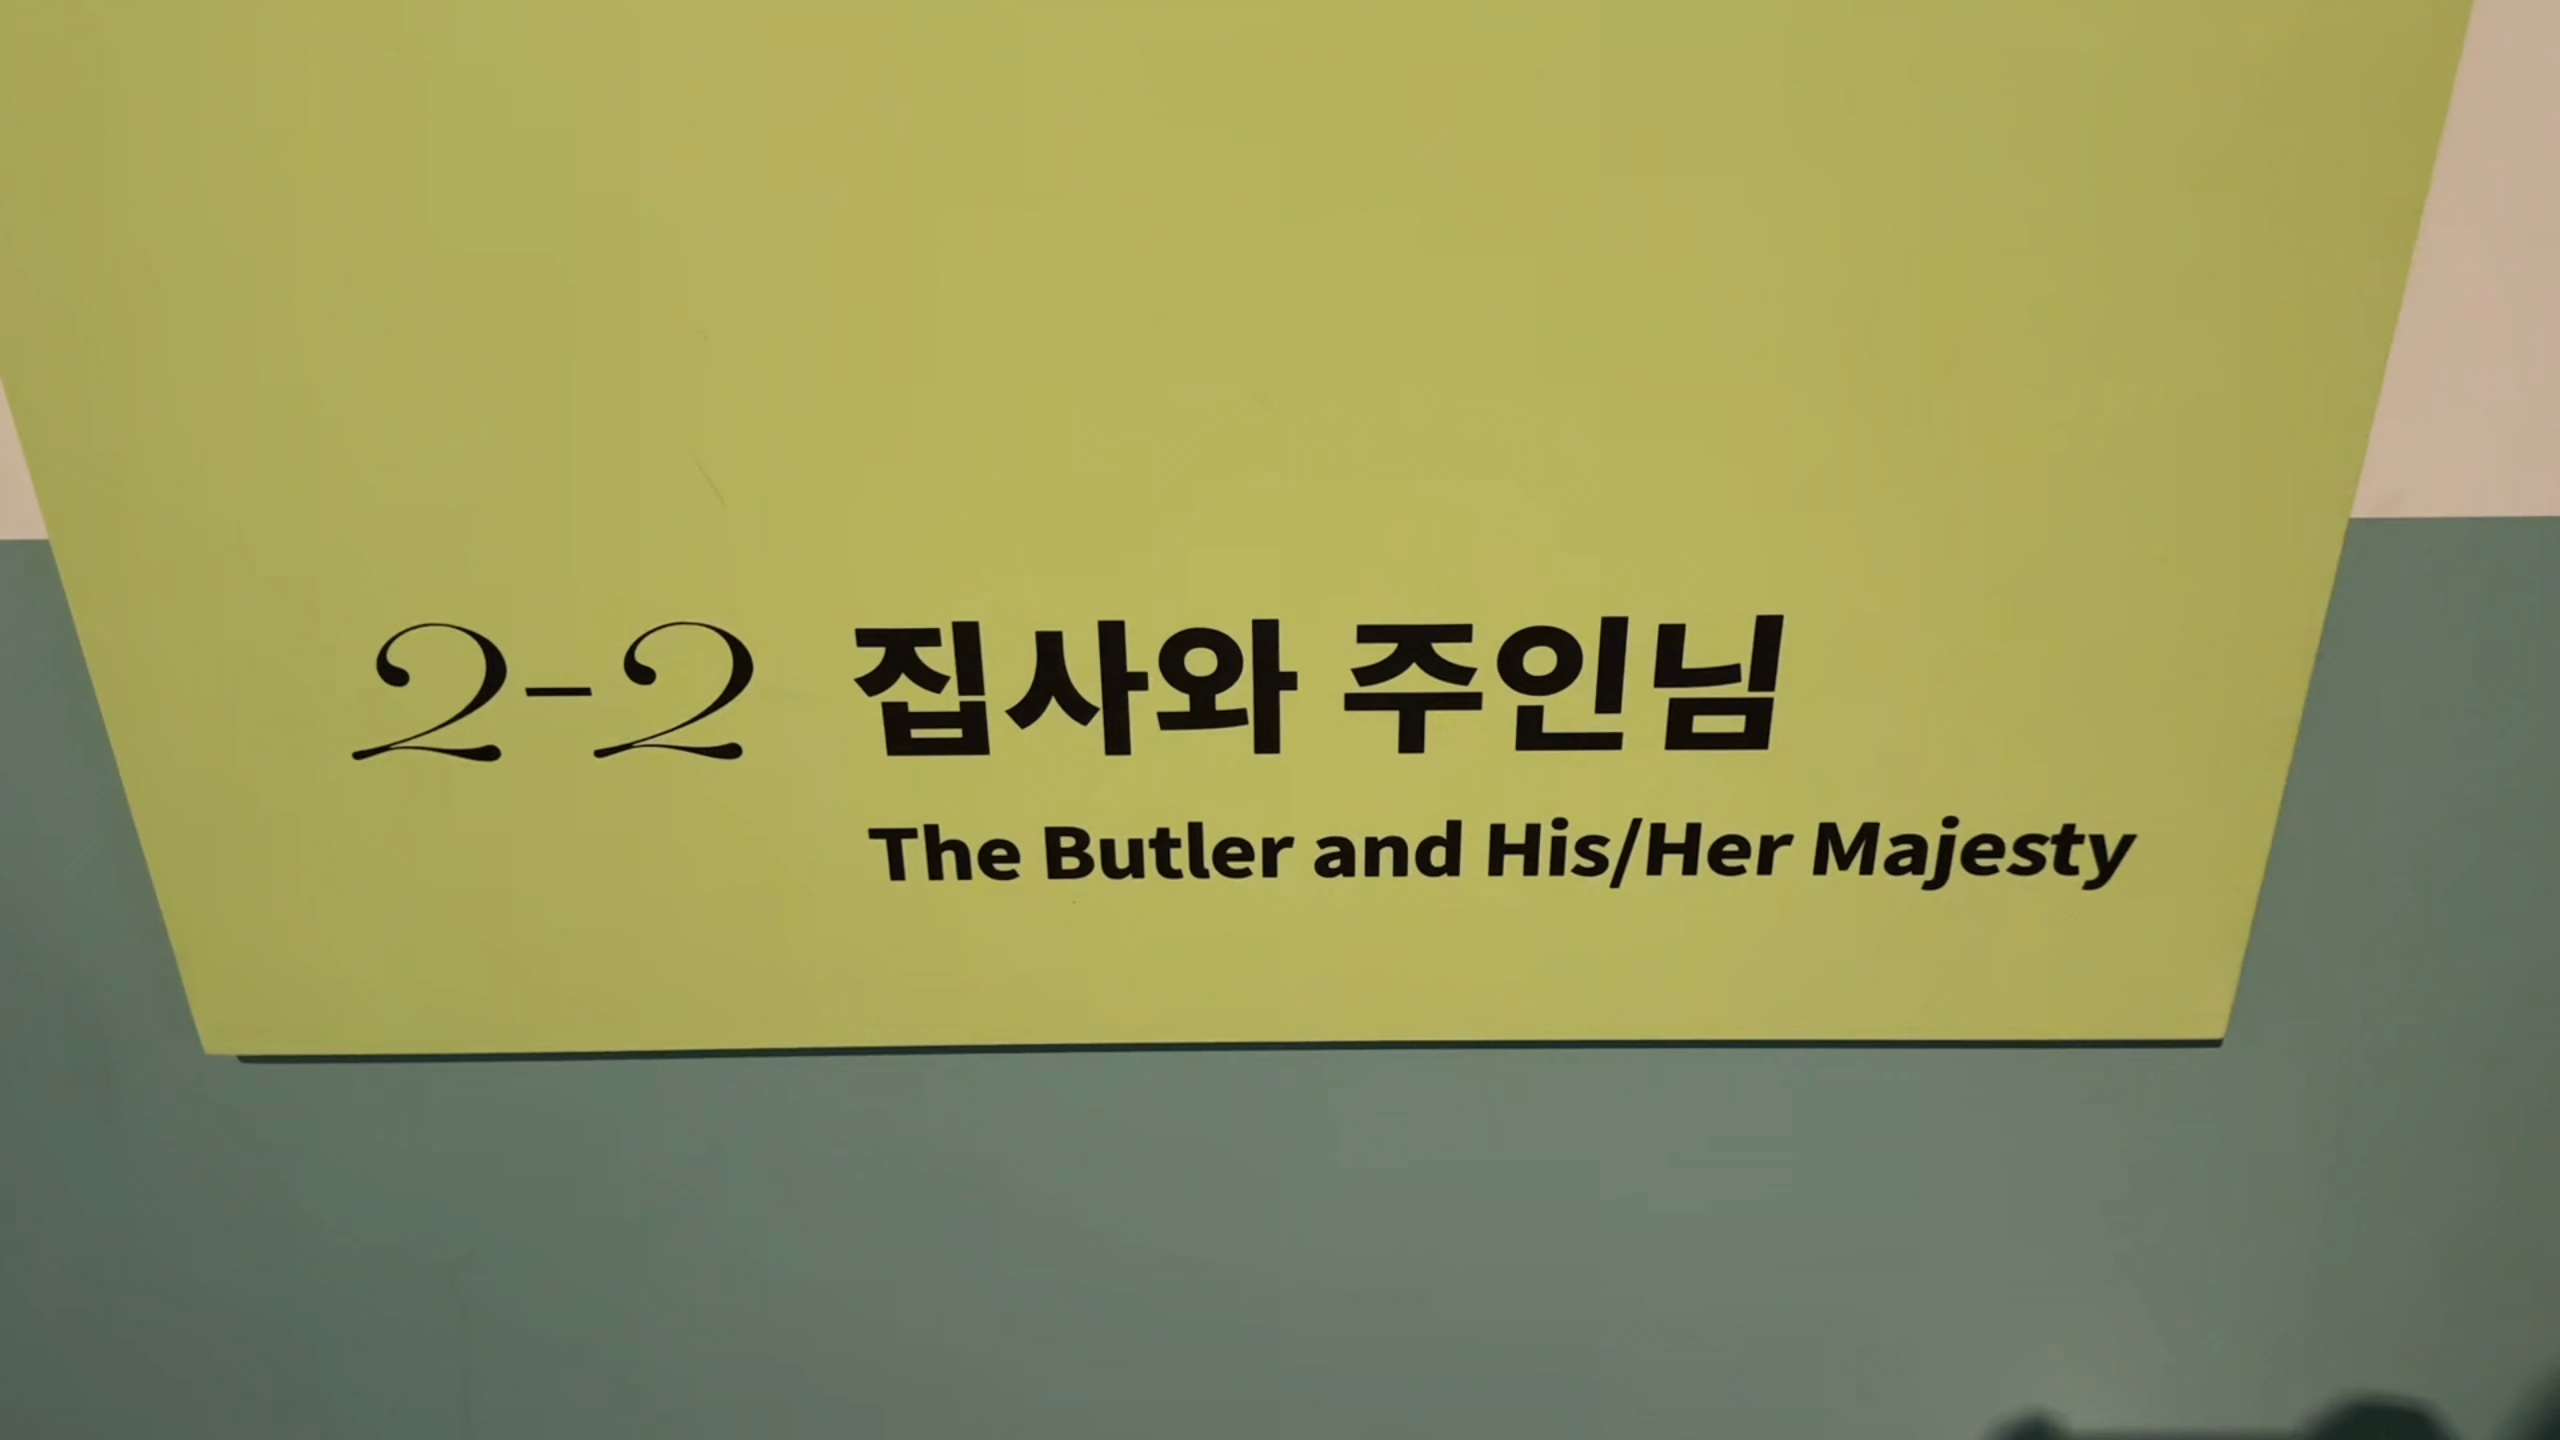 2-2 집사와 주인님
The Butler and His/Her Majesty